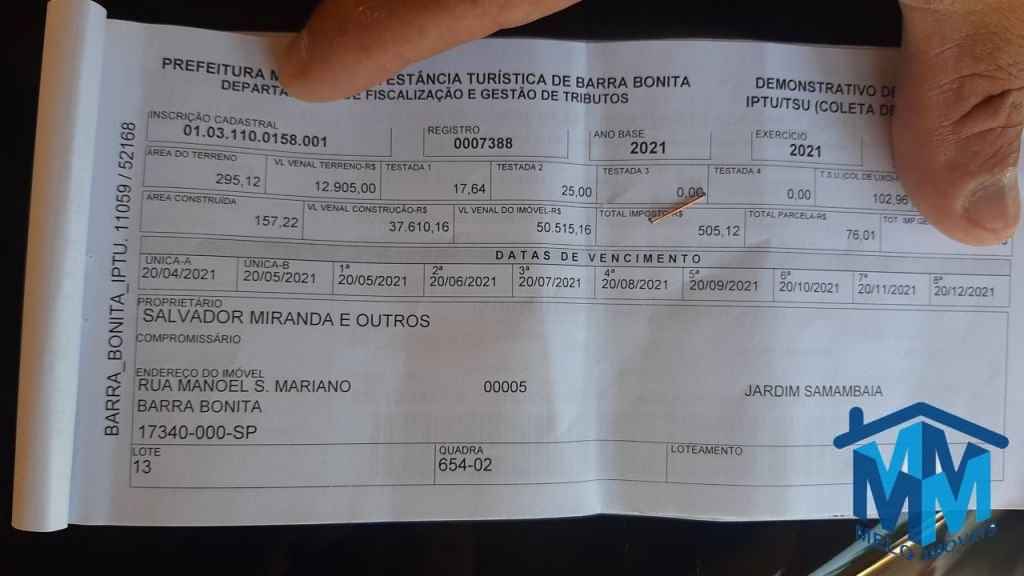 PREFEITURA ESTÂNCIA TURÍSTICA DE BARRA BONITA
DEPARTA DE FISCALIZAÇÃO E GESTÃO DE TRIBUTOS
DEMONSTRATIVO DE
IPTU/TSU (COLETA DE
INSCRIÇÃO CADASTRAL
01.03.110.0158.001
REGISTRO
0007388
ANO BASE
2021
EXERCÍCIO
2021
ÁREA DO TERRENO
295,12
VL VENAL TERRENO-R$
12.905,00
TESTADA 1
17,64
TESTADA 2
25,00
TESTADA 3
0,00
TESTADA 4
0,00
102,96
ÁREA CONSTRUÍDA
157,22
VL VENAL CONSTRUÇÃO-R$
37.610,16
VL VENAL DO IMÓVEL-R$
50.515,16
TOTAL IMPOSTO-R$
505,12
TOTAL PARCELA-R$
76,01
TOT IMP
DATAS DE VENCIMENTO
ÚNICA-A
20/04/2021
ÚNICA-B
20/05/2021
1ª
20/05/2021
2ª
20/06/2021
3ª
20/07/2021
4ª
20/08/2021
5ª
20/09/2021
6ª
20/10/2021
7ª
20/11/2021
8ª
20/12/2021
PROPRIETÁRIO
SALVADOR MIRANDA E OUTROS
COMPROMISSÁRIO
ENDEREÇO DO IMÓVEL
RUA MANOEL S. MARIANO 00005 JARDIM SAMAMBAIA
BARRA BONITA
17340-000-SP
LOTE
13
QUADRA
654-02
LOTEAMENTO
BARRA_BONITA_IPTU. 11059 / 52168
MM